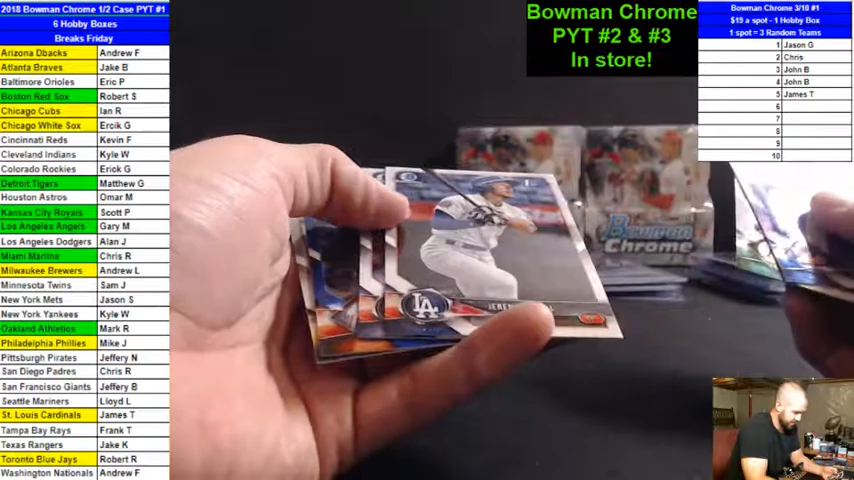 2018 Bowman Chrome 1/2 Case PYT #1
6 Hobby Boxes
Breaks Friday
Arizona Dbacks Andrew F
Atlanta Braves Jake B
Baltimore Orioles Eric P
Boston Red Sox Robert S
Chicago Cubs Ian R
Chicago White Sox Ercik G
Cincinnati Reds Kevin F
Cleveland Indians Kyle W
Colorado Rockies Erick G
Detroit Tigers Matthew G
Houston Astros Omar M
Kansas City Royals Scott P
Los Angeles Angels Gary M
Los Angeles Dodgers Alan J
Miami Marlins Chris R
Milwaukee Brewers Andrew L
Minnesota Twins Sam J
New York Mets Jason S
New York Yankees Kyle W
Oakland Athletics Mark R
Philadelphia Phillies Mike J
Pittsburgh Pirates Jeffery N
San Diego Padres Chris R
San Francisco Giants Jeffery B
Seattle Mariners Lloyd L
St. Louis Cardinals James T
Tampa Bay Rays Frank T
Texas Rangers Jake K
Toronto Blue Jays Robert R
Washington Nationals Andrew F
Bowman Chrome
PYT #2 & #3
In store!
Bowman Chrome 3/10 #1
$19 a spot - 1 Hobby Box
1 spot = 3 Random Teams
1 Jason G
2 Chris
3 John B
4 John B
5 James T
6
7
8
9
10
Bowman
Chrome
LA